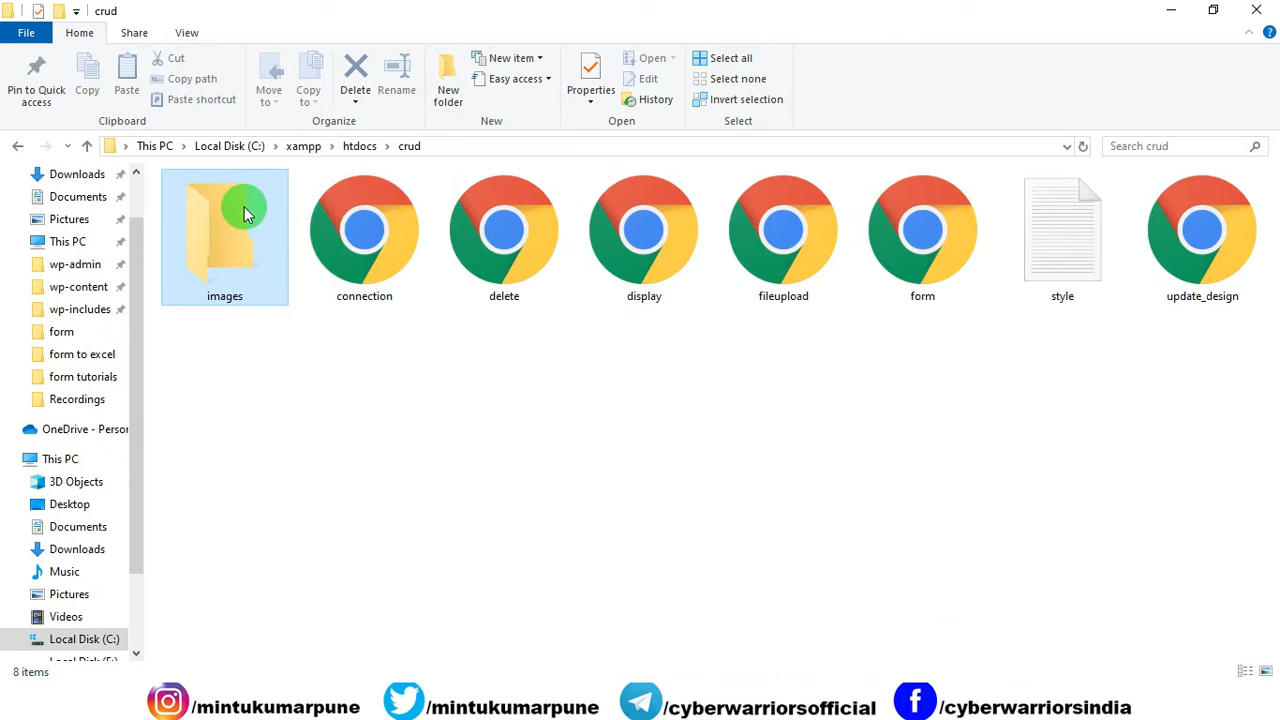 crud
File
Home
Share
View
Pin to Quick access
Copy
Paste
Cut
Copy path
Paste shortcut
Clipboard
Move to
Copy to
Delete
Rename
Organize
New folder
New item
Easy access
New
Properties
Open
Edit
History
Open
Select all
Select none
Invert selection
Select
This PC > Local Disk (C:) > xampp > htdocs > crud
Search crud
Downloads
Documents
Pictures
This PC
wp-admin
wp-content
wp-includes
form
form to excel
form tutorials
Recordings
OneDrive - Person
This PC
3D Objects
Desktop
Documents
Downloads
Music
Pictures
Videos
Local Disk (C:)
images
connection
delete
display
fileupload
form
style
update_design
8 items
/mintukumarpune
/mintukumarpune
/cyberwarriorsofficial
/cyberwarriorsindia